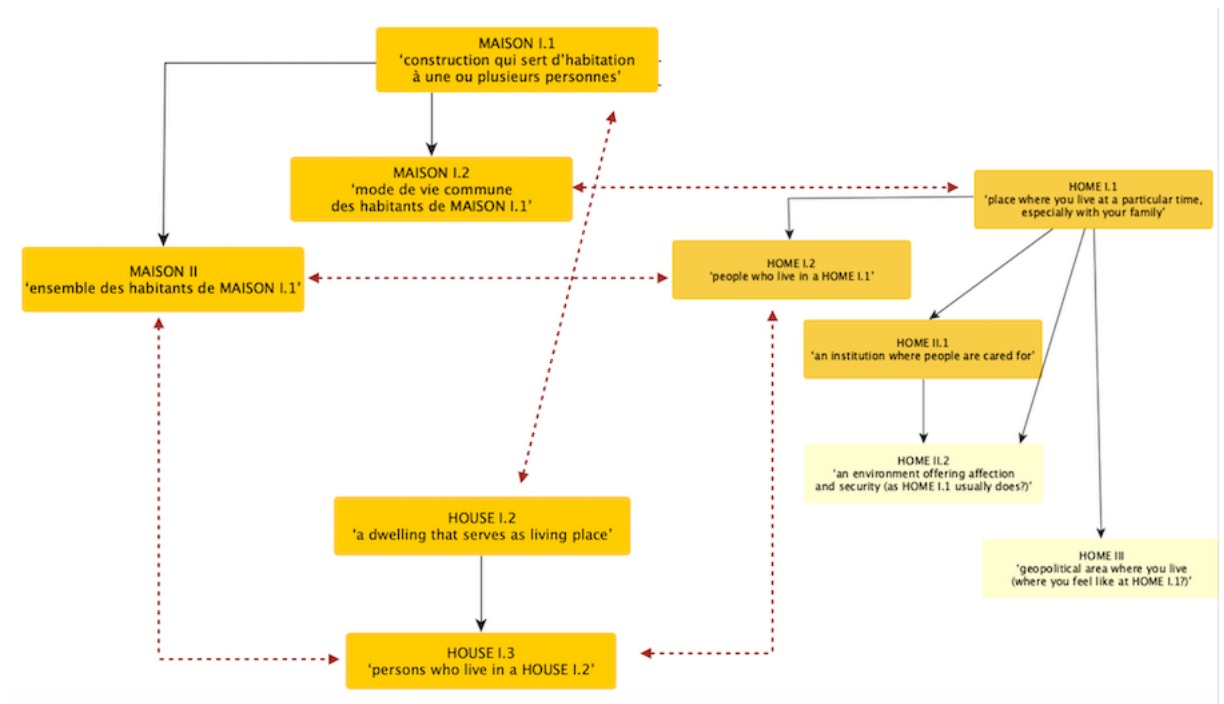 MAISON I.1
‘construction qui sert d’habitation
à une ou plusieurs personnes’
MAISON I.2
‘mode de vie commune
des habitants de MAISON I.1’
HOME I.1
‘place where you live at a particular time,
especially with your family’
MAISON II
‘ensemble des habitants de MAISON I.1’
HOME I.2
‘people who live in a HOME I.1’
HOME II.1
‘an institution where people are cared for’
HOME II.2
‘an environment offering affection
and security (as HOME I.1 usually does?)’
HOUSE I.2
‘a dwelling that serves as living place’
HOME III
‘geopolitical area where you live
(where you feel like at HOME I.1?)’
HOUSE I.3
‘persons who live in a HOUSE I.2’